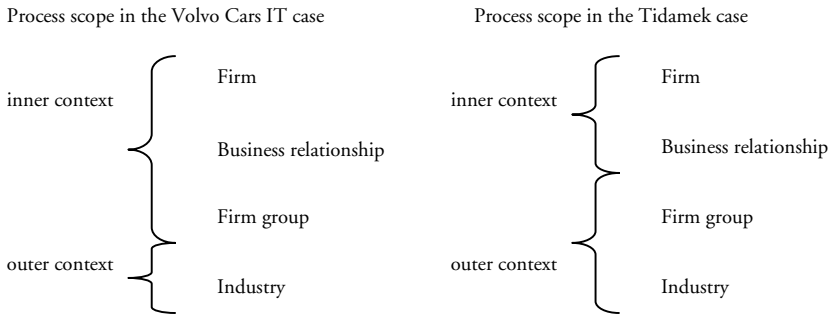 Process scope in the Volvo Cars IT case
inner context
Firm
Business relationship
Firm group
outer context
Industry
Process scope in the Tidamek case
inner context
Firm
Business relationship
Firm group
outer context
Industry